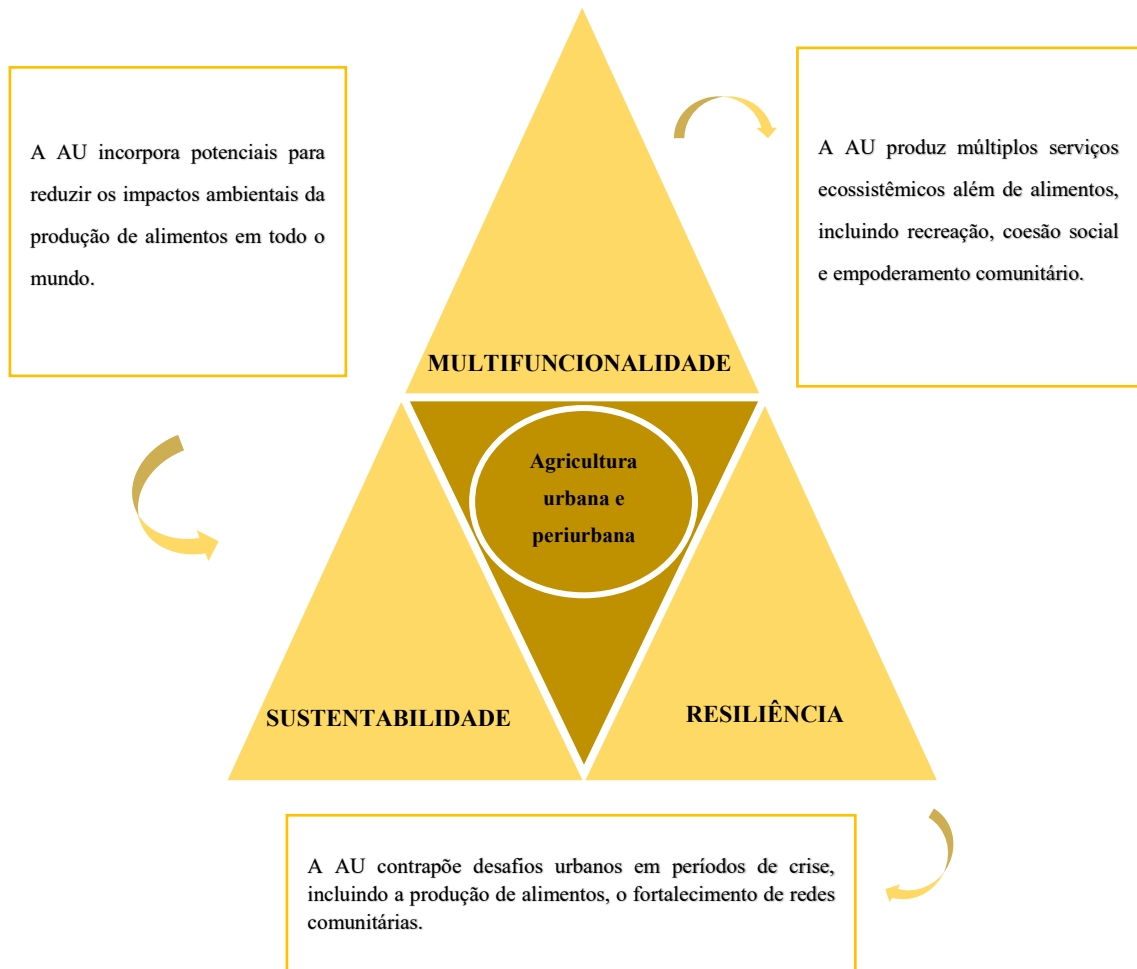 A AU incorpora potenciais para
reduzir os impactos ambientais da
produção de alimentos em todo o
mundo.
A AU produz múltiplos serviços
ecossistêmicos além de alimentos,
incluindo recreação, coesão social
e empoderamento comunitário.
MULTIFUNCIONALIDADE
Agricultura
urbana e
periurbana
SUSTENTABILIDADE
RESILIÊNCIA
A AU contrapõe desafios urbanos em períodos de crise,
incluindo a produção de alimentos, o fortalecimento de redes
comunitárias.